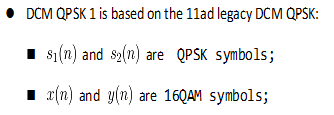 ● DCM QPSK 1 is based on the 11ad legacy DCM QPSK:
■ s₁(n) and s₂(n) are QPSK symbols;
■ x(n) and y(n) are 16QAM symbols;